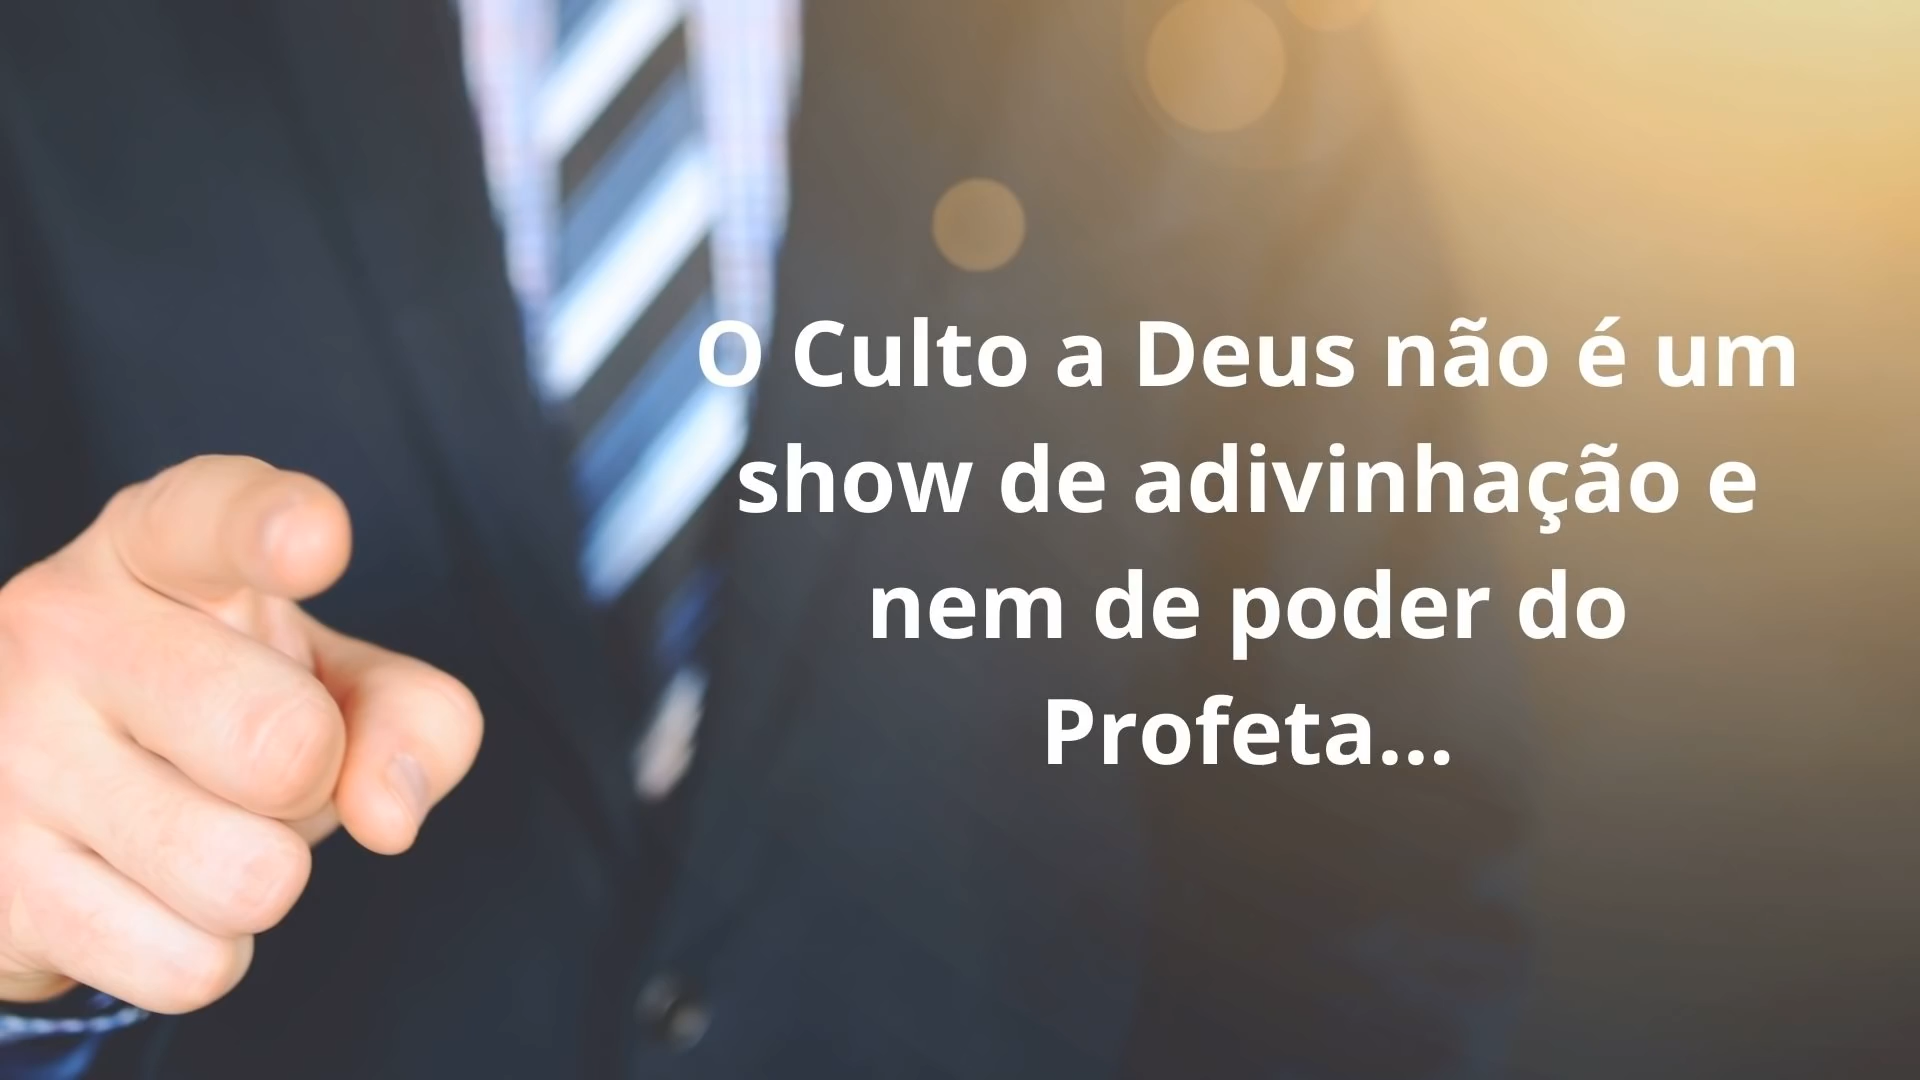 O Culto a Deus não é um
show de adivinhação e
nem de poder do
Profeta...